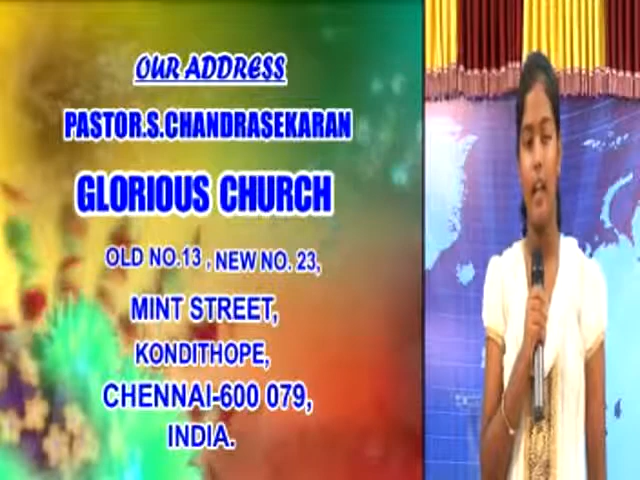 OUR ADDRESS
PASTOR.S.CHANDRASEKARAN
GLORIOUS CHURCH
OLD NO.13 , NEW NO. 23,
MINT STREET,
KONDITHOPE,
CHENNAI-600 079,
INDIA.